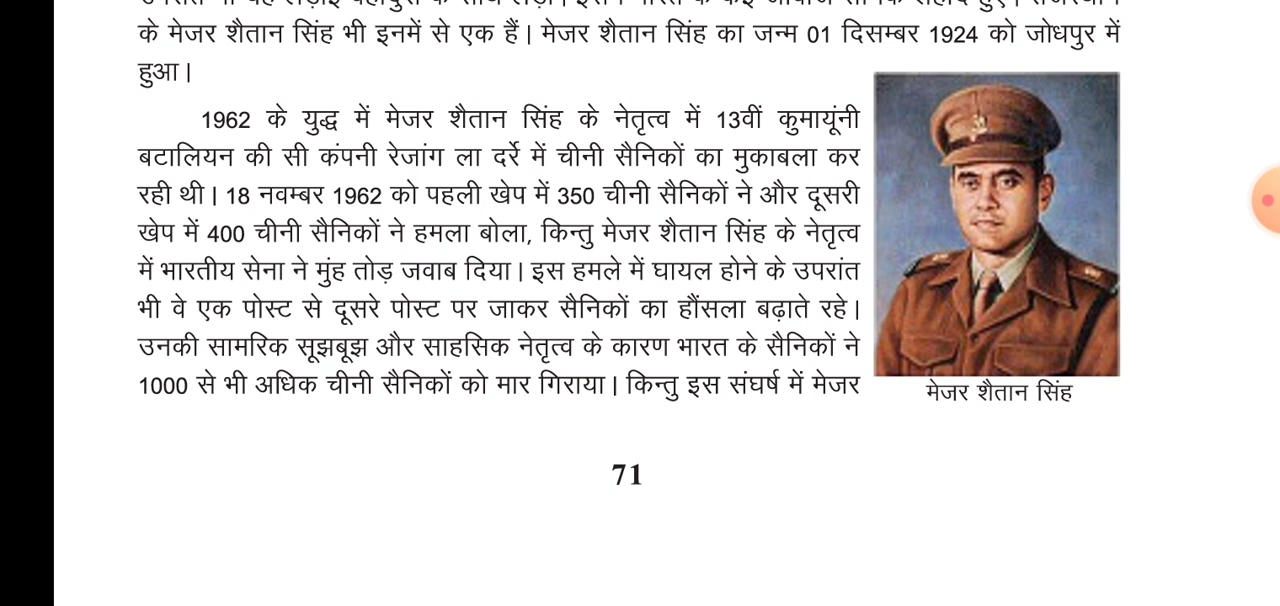 के मेजर शैतान सिंह भी इनमें से एक हैं। मेजर शैतान सिंह का जन्म 01 दिसम्बर 1924 को जोधपुर में
हुआ।
1962 के युद्ध में मेजर शैतान सिंह के नेतृत्व में 13वीं कुमायूंनी
बटालियन की सी कंपनी रेजांग ला दर्रे में चीनी सैनिकों का मुकाबला कर
रही थी। 18 नवम्बर 1962 को पहली खेप में 350 चीनी सैनिकों ने और दूसरी
खेप में 400 चीनी सैनिकों ने हमला बोला, किन्तु मेजर शैतान सिंह के नेतृत्व
में भारतीय सेना ने मुंह तोड़ जवाब दिया। इस हमले में घायल होने के उपरांत
भी वे एक पोस्ट से दूसरे पोस्ट पर जाकर सैनिकों का हौंसला बढ़ाते रहे।
उनकी सामरिक सूझबूझ और साहसिक नेतृत्व के कारण भारत के सैनिकों ने
1000 से भी अधिक चीनी सैनिकों को मार गिराया। किन्तु इस संघर्ष में मेजर
मेजर शैतान सिंह
71